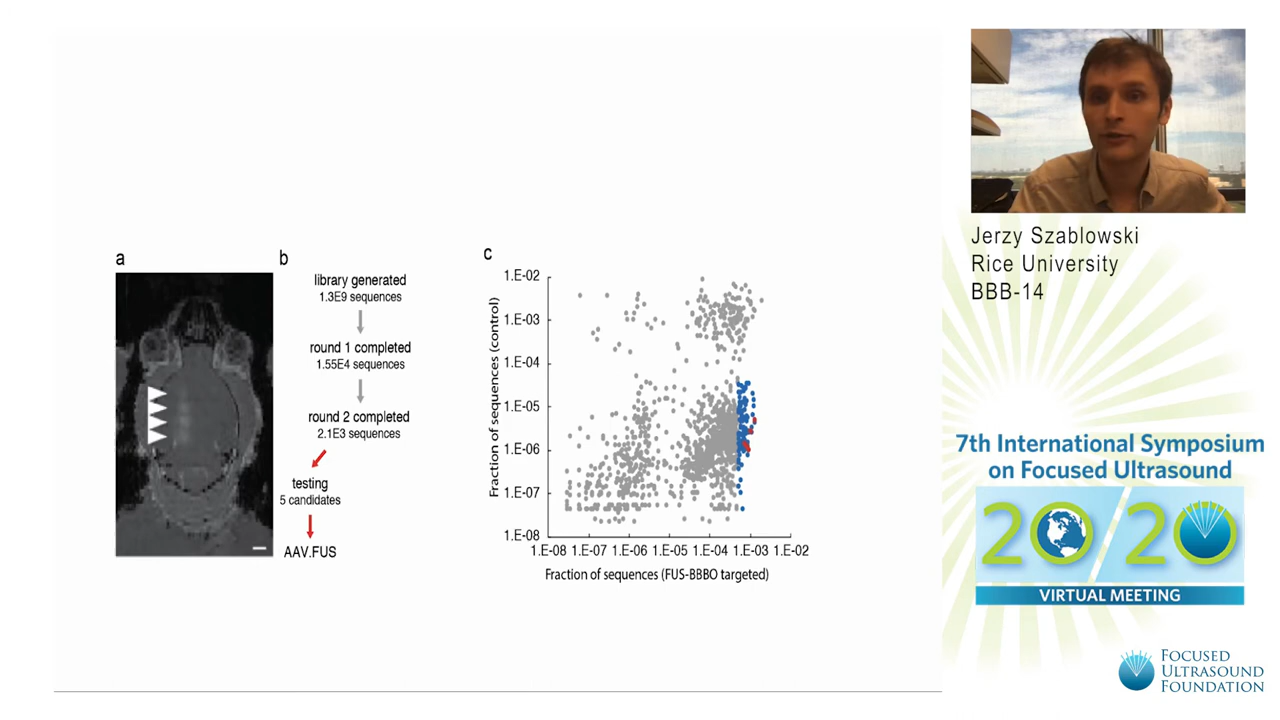 a
b
library generated
1.3E9 sequences
round 1 completed
1.55E4 sequences
round 2 completed
2.1E3 sequences
testing
5 candidates
AAV.FUS
c
Fraction of sequences (control)
1.E-02
1.E-03
1.E-04
1.E-05
1.E-06
1.E-07
1.E-08
1.E-08 1.E-07 1.E-06 1.E-05 1.E-04 1.E-03 1.E-02
Fraction of sequences (FUS-BBBO targeted)
Jerzy Szablowski
Rice University
BBB-14
7th International Symposium
on Focused Ultrasound
20/20
VIRTUAL MEETING
FOCUSED
ULTRASOUND
FOUNDATION